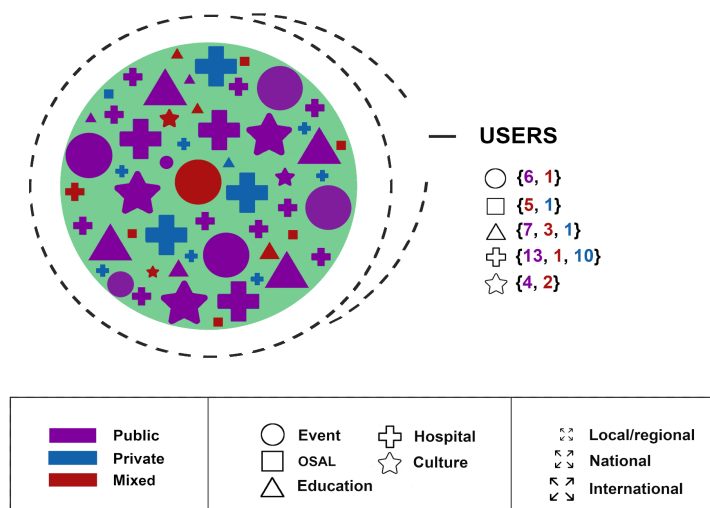 USERS
{6, 1}
{5, 1}
{7, 3, 1}
{13, 1, 10}
{4, 2}
Public
Private
Mixed
Event
OSAL
Education
Hospital
Culture
Local/regional
National
International